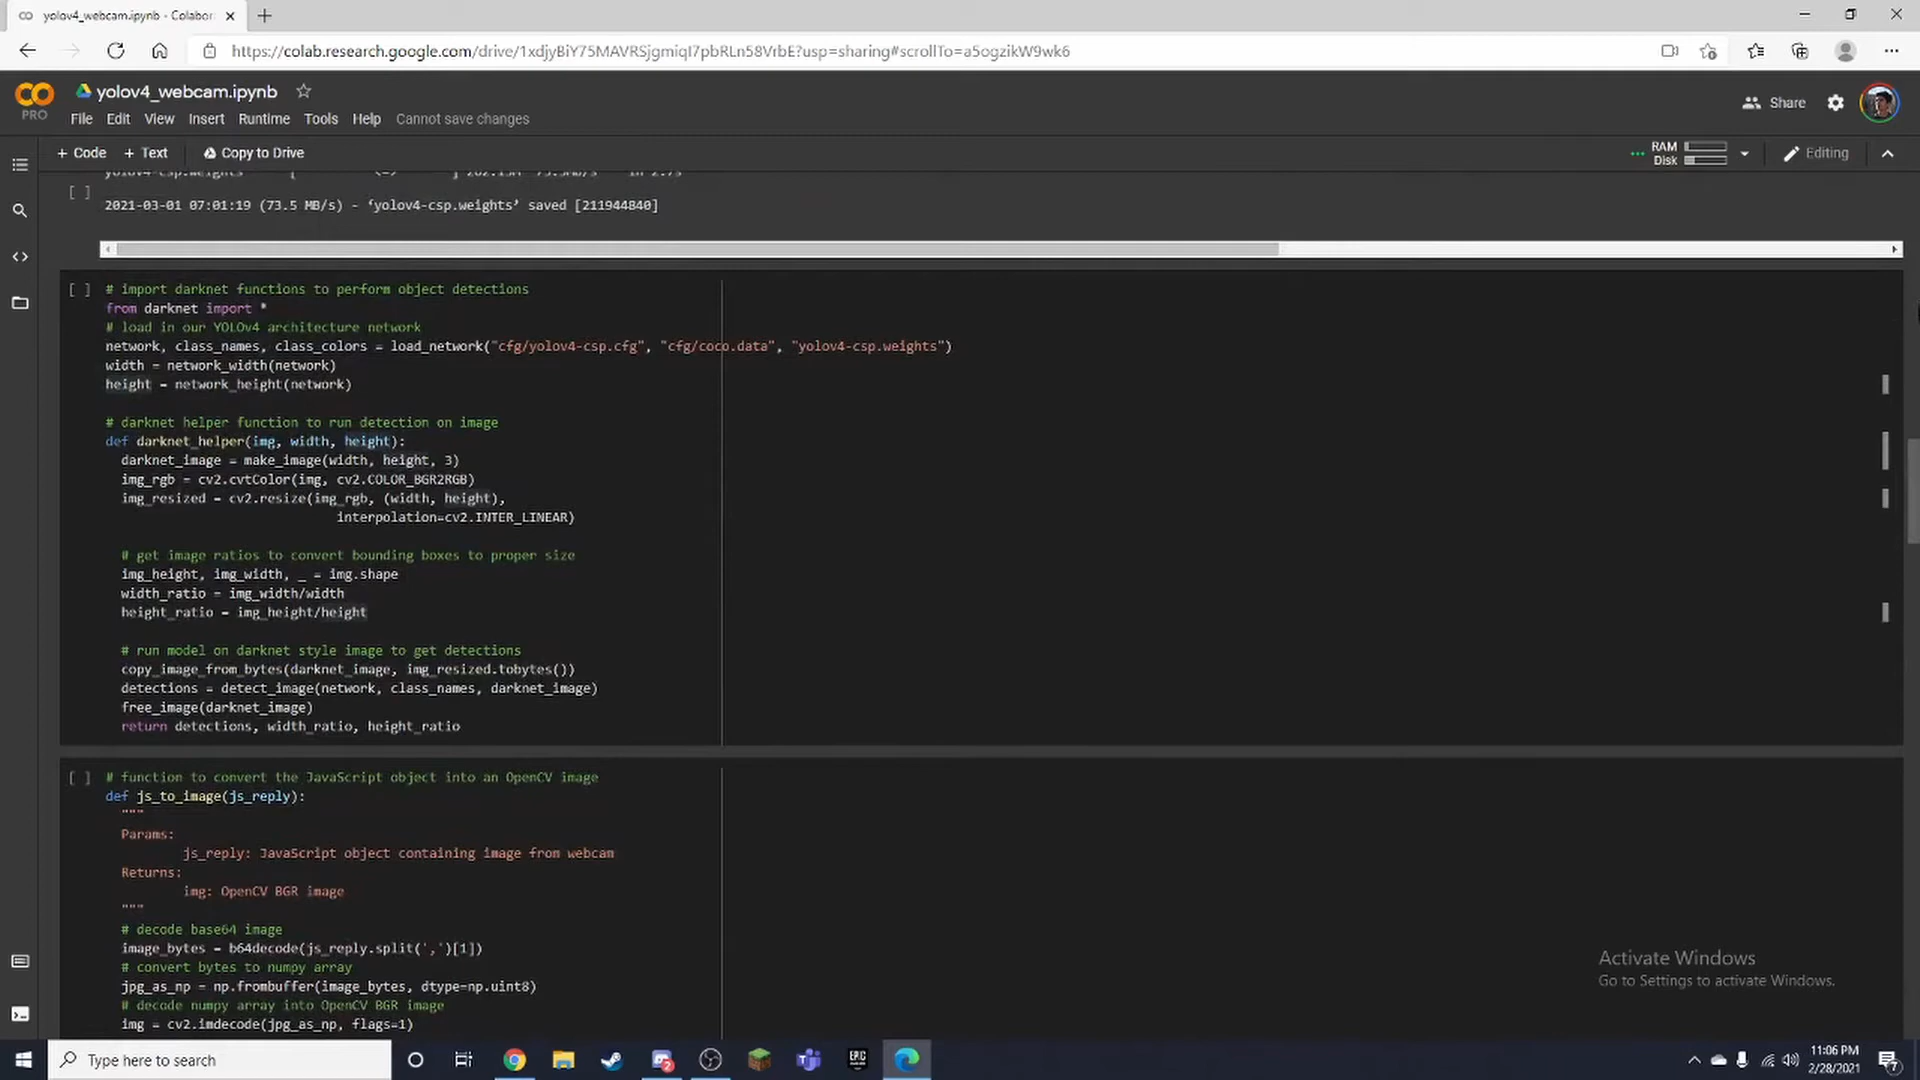 yolov4_webcam.ipynb - Colabor
https://colab.research.google.com/drive/1xdjyBiY75MAVRSjgmiqI7pbRLn58VrbE?usp=sharing#scrollTo=a5ogzikW9wk6
CO
PRO
yolov4_webcam.ipynb
File Edit View Insert Runtime Tools Help Cannot save changes
Share
+ Code + Text Copy to Drive
RAM
Disk
Editing
yolov4-csp.weights
[ ] 2021-03-01 07:01:19 (73.5 MB/s) - ‘yolov4-csp.weights’ saved [211944840]
[ ] # import darknet functions to perform object detections
from darknet import *
# load in our YOLOv4 architecture network
network, class_names, class_colors = load_network("cfg/yolov4-csp.cfg", "cfg/coco.data", "yolov4-csp.weights")
width = network_width(network)
height = network_height(network)
# darknet helper function to run detection on image
def darknet_helper(img, width, height):
darknet_image = make_image(width, height, 3)
img_rgb = cv2.cvtColor(img, cv2.COLOR_BGR2RGB)
img_resized = cv2.resize(img_rgb, (width, height),
interpolation=cv2.INTER_LINEAR)
# get image ratios to convert bounding boxes to proper size
img_height, img_width, _ = img.shape
width_ratio = img_width/width
height_ratio = img_height/height
# run model on darknet style image to get detections
copy_image_from_bytes(darknet_image, img_resized.tobytes())
detections = detect_image(network, class_names, darknet_image)
free_image(darknet_image)
return detections, width_ratio, height_ratio
[ ] # function to convert the JavaScript object into an OpenCV image
def js_to_image(js_reply):
"""
Params:
js_reply: JavaScript object containing image from webcam
Returns:
img: OpenCV BGR image
"""
# decode base64 image
image_bytes = b64decode(js_reply.split(',')[1])
# convert bytes to numpy array
jpg_as_np = np.frombuffer(image_bytes, dtype=np.uint8)
# decode numpy array into OpenCV BGR image
img = cv2.imdecode(jpg_as_np, flags=1)
Activate Windows
Go to Settings to activate Windows.
Type here to search
EPIC
11:06 PM
2/28/2021